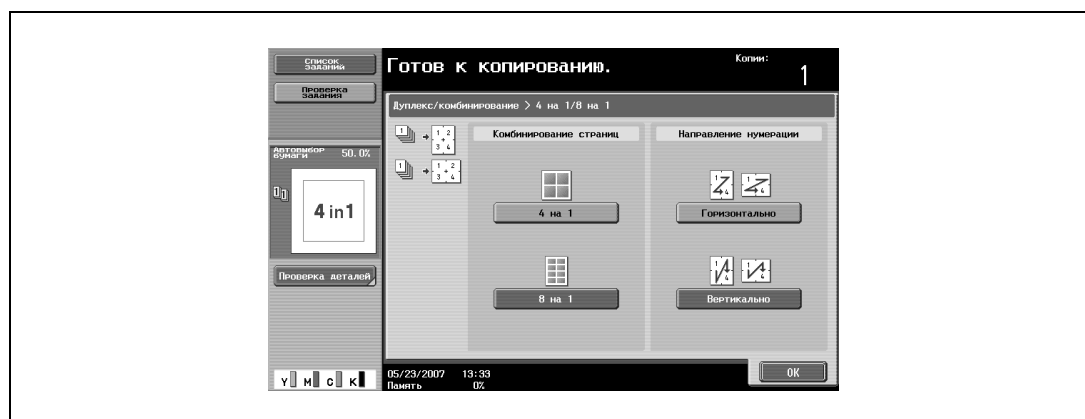 Список
заданий
Проверка
задания
Готов к копированию.
Копии:
1
Дуплекс/комбинирование > 4 на 1/8 на 1
Автовыбор
бумаги 50.0%
4 in 1
Проверка деталей
Комбинирование страниц
4 на 1
8 на 1
Направление нумерации
Горизонтально
Вертикально
Y M C K
05/23/2007 13:33
Память 0%
OK